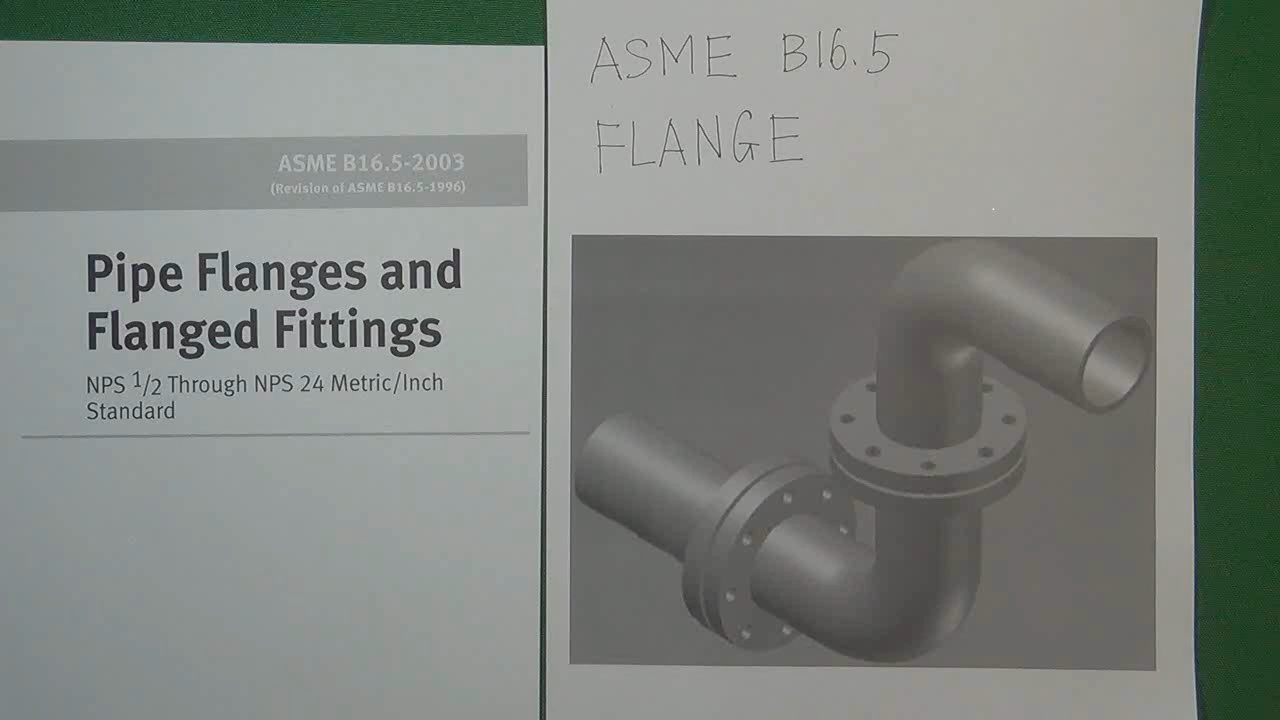 ASME B16.5-2003
(Revision of ASME B16.5-1996)
Pipe Flanges and
Flanged Fittings
NPS 1/2 Through NPS 24 Metric/Inch
Standard
ASME B16.5
FLANGE